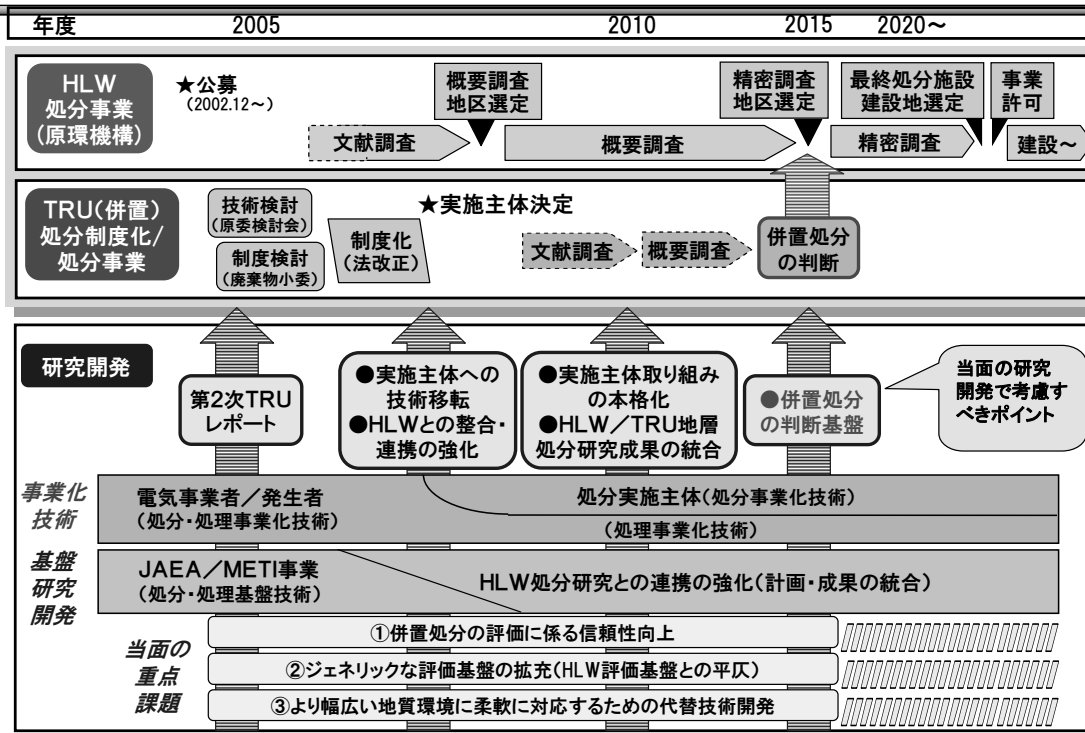 年度 2005 2010 2015 2020～
HLW
処分事業
(原環機構)
★公募
(2002.12～)
概要調査
地区選定
精密調査
地区選定
最終処分施設
建設地選定
事業
許可
文献調査
概要調査
精密調査
建設～
TRU(併置)
処分制度化/
処分事業
技術検討
(原委検討会)
制度検討
(廃棄物小委)
制度化
(法改正)
★実施主体決定
文献調査
概要調査
併置処分
の判断
研究開発
第2次TRU
レポート
●実施主体への
技術移転
●HLWとの整合・
連携の強化
●実施主体取り組み
の本格化
●HLW／TRU地層
処分研究成果の統合
●併置処分
の判断基盤
当面の研究
開発で考慮す
べきポイント
事業化
技術
電気事業者／発生者
(処分・処理事業化技術)
処分実施主体(処分事業化技術)
(処理事業化技術)
基盤
研究
開発
JAEA／METI事業
(処分・処理基盤技術)
HLW処分研究との連携の強化(計画・成果の統合)
当面の
重点
課題
①併置処分の評価に係る信頼性向上
②ジェネリックな評価基盤の拡充(HLW評価基盤との平仄)
③より幅広い地質環境に柔軟に対応するための代替技術開発